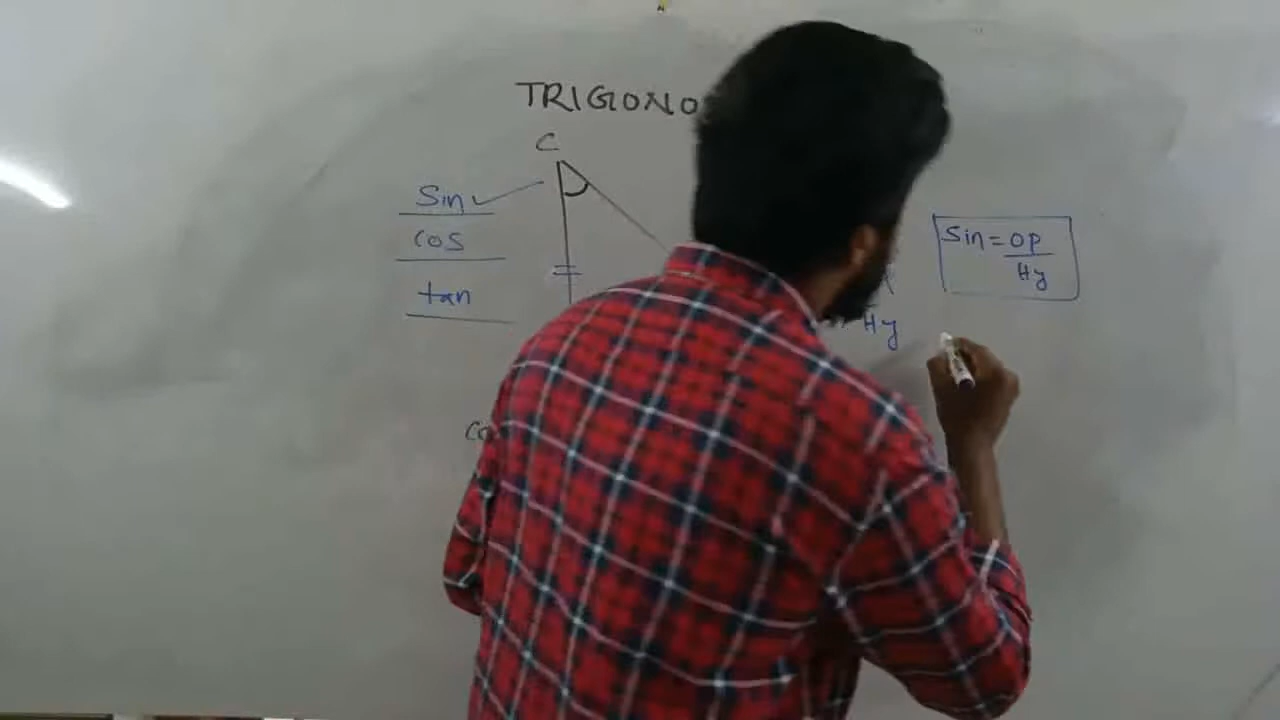 TRIGONO
C
Sin
cos
tan
Sin = OP
Hy
Hy